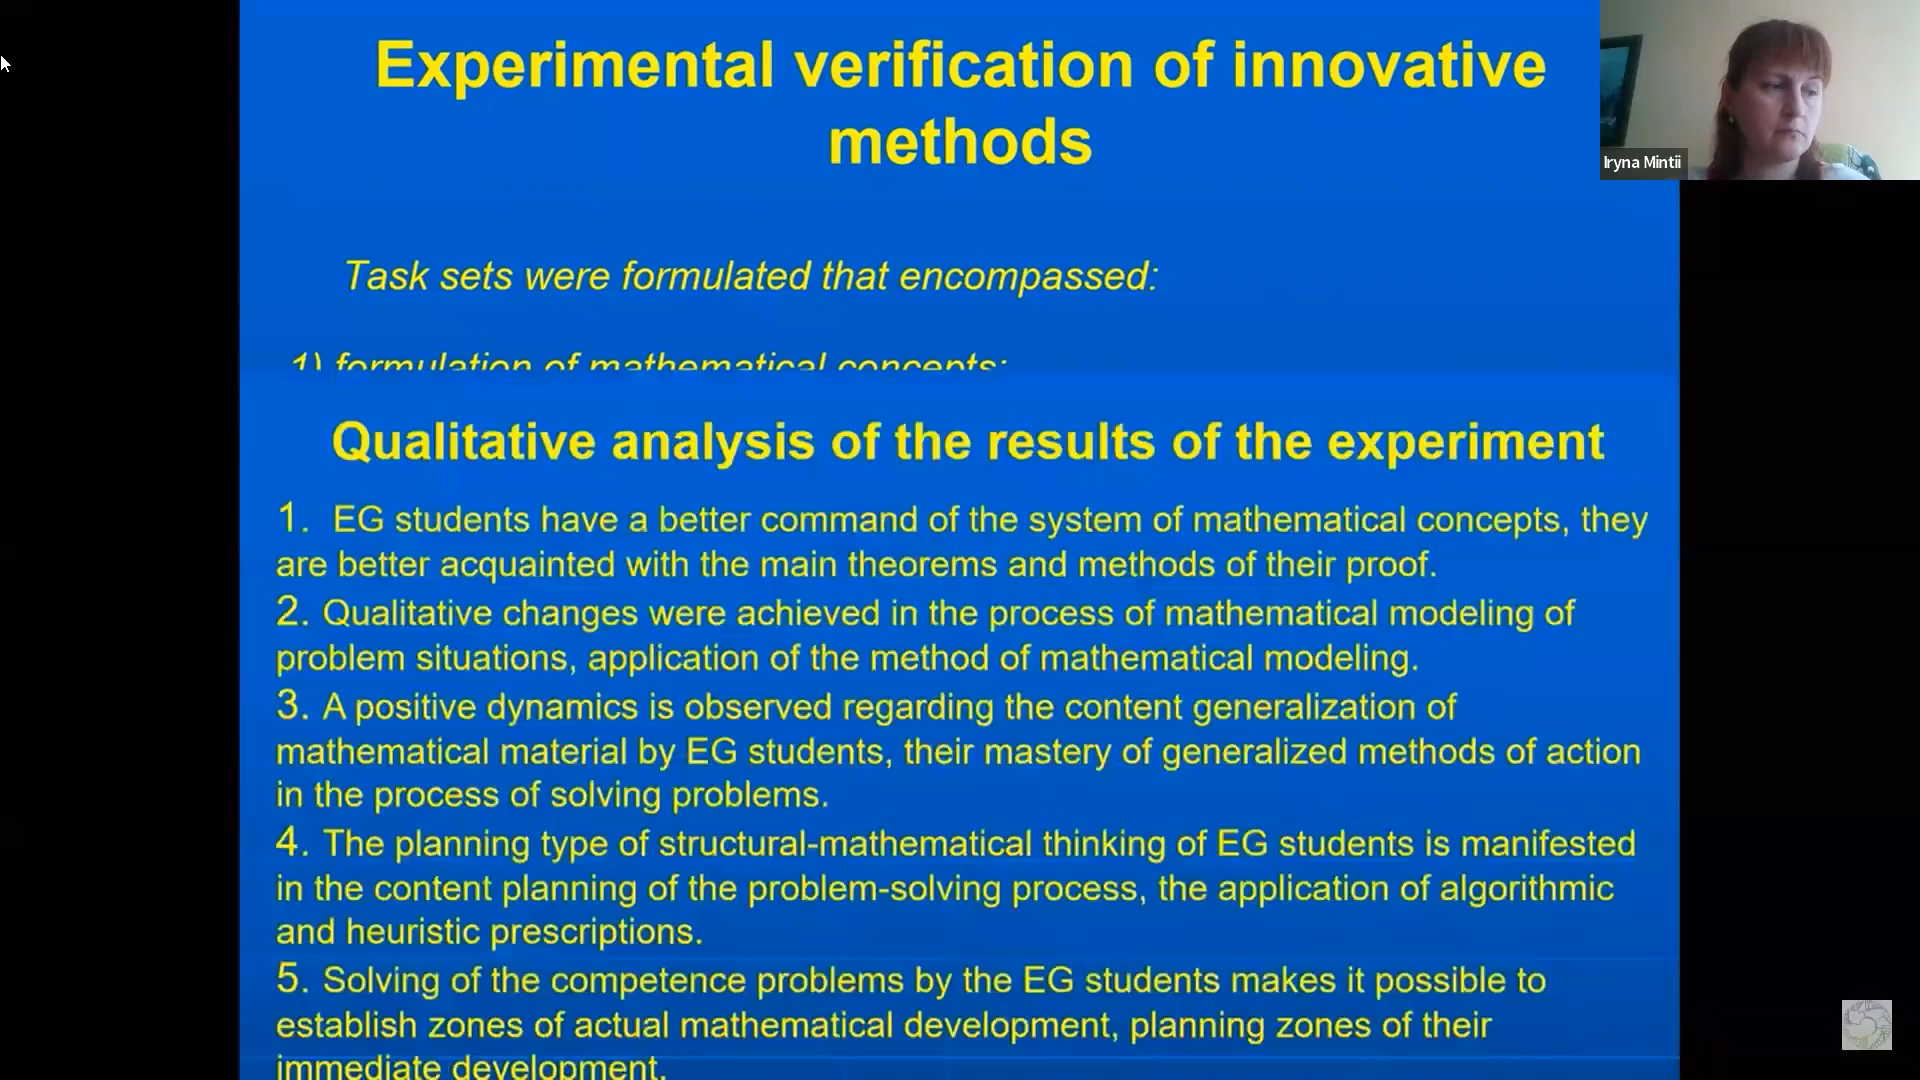 Experimental verification of innovative
methods
Iryna Mintii
Task sets were formulated that encompassed:
1) formulation of mathematical concepts;
Qualitative analysis of the results of the experiment
1. EG students have a better command of the system of mathematical concepts, they
are better acquainted with the main theorems and methods of their proof.
2. Qualitative changes were achieved in the process of mathematical modeling of
problem situations, application of the method of mathematical modeling.
3. A positive dynamics is observed regarding the content generalization of
mathematical material by EG students, their mastery of generalized methods of action
in the process of solving problems.
4. The planning type of structural-mathematical thinking of EG students is manifested
in the content planning of the problem-solving process, the application of algorithmic
and heuristic prescriptions.
5. Solving of the competence problems by the EG students makes it possible to
establish zones of actual mathematical development, planning zones of their
immediate development.